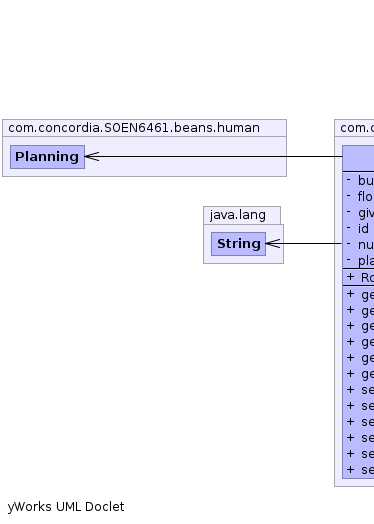 com.concordia.SOEN6461.beans.human
com.c
Planning
- bu
- flo
- giv
java.lang
- id
- nu
String
- pla
+ Ro
+ ge
+ ge
+ ge
+ ge
+ ge
+ ge
+ se
+ se
+ se
+ se
+ se
+ se
yWorks UML Doclet